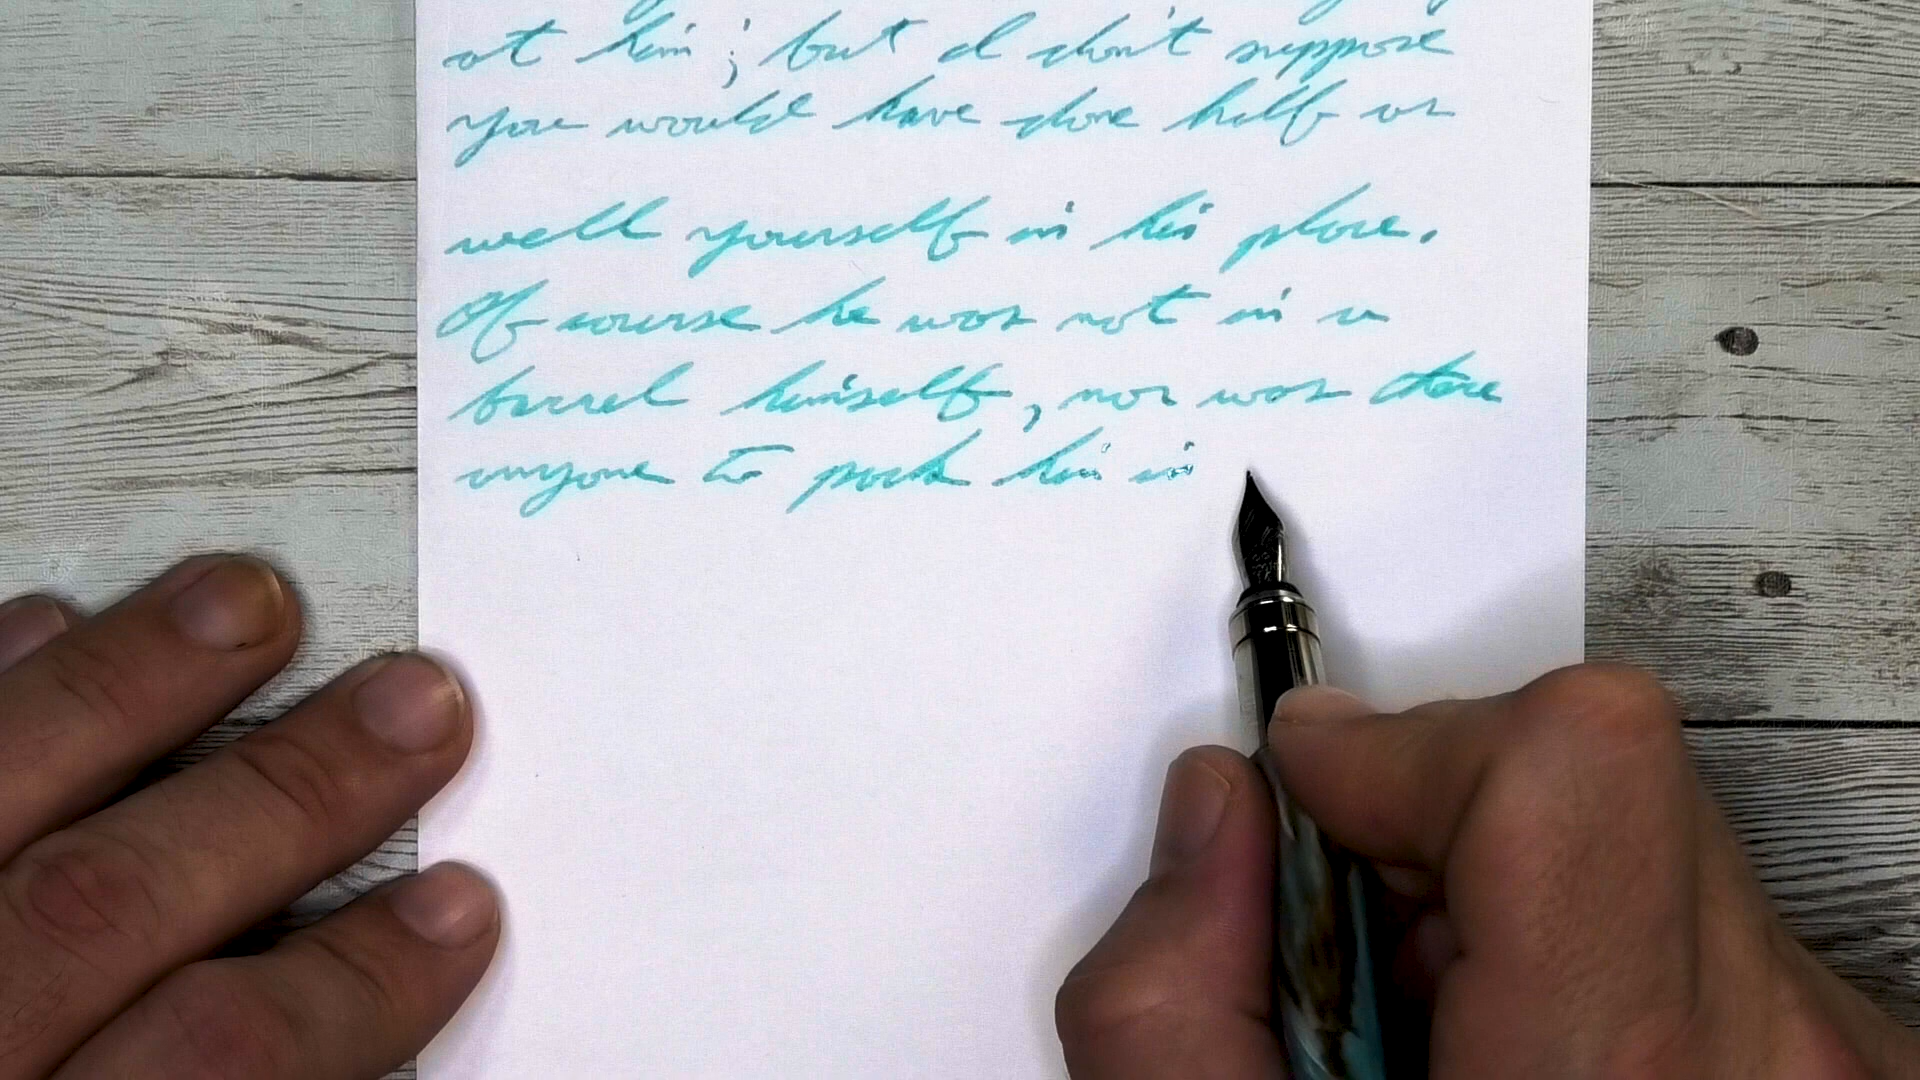 at him; but I don't suppose
you would have done half as
well yourself in his place.
Of course he was not in a
barrel himself, nor was there
anyone to pack him in